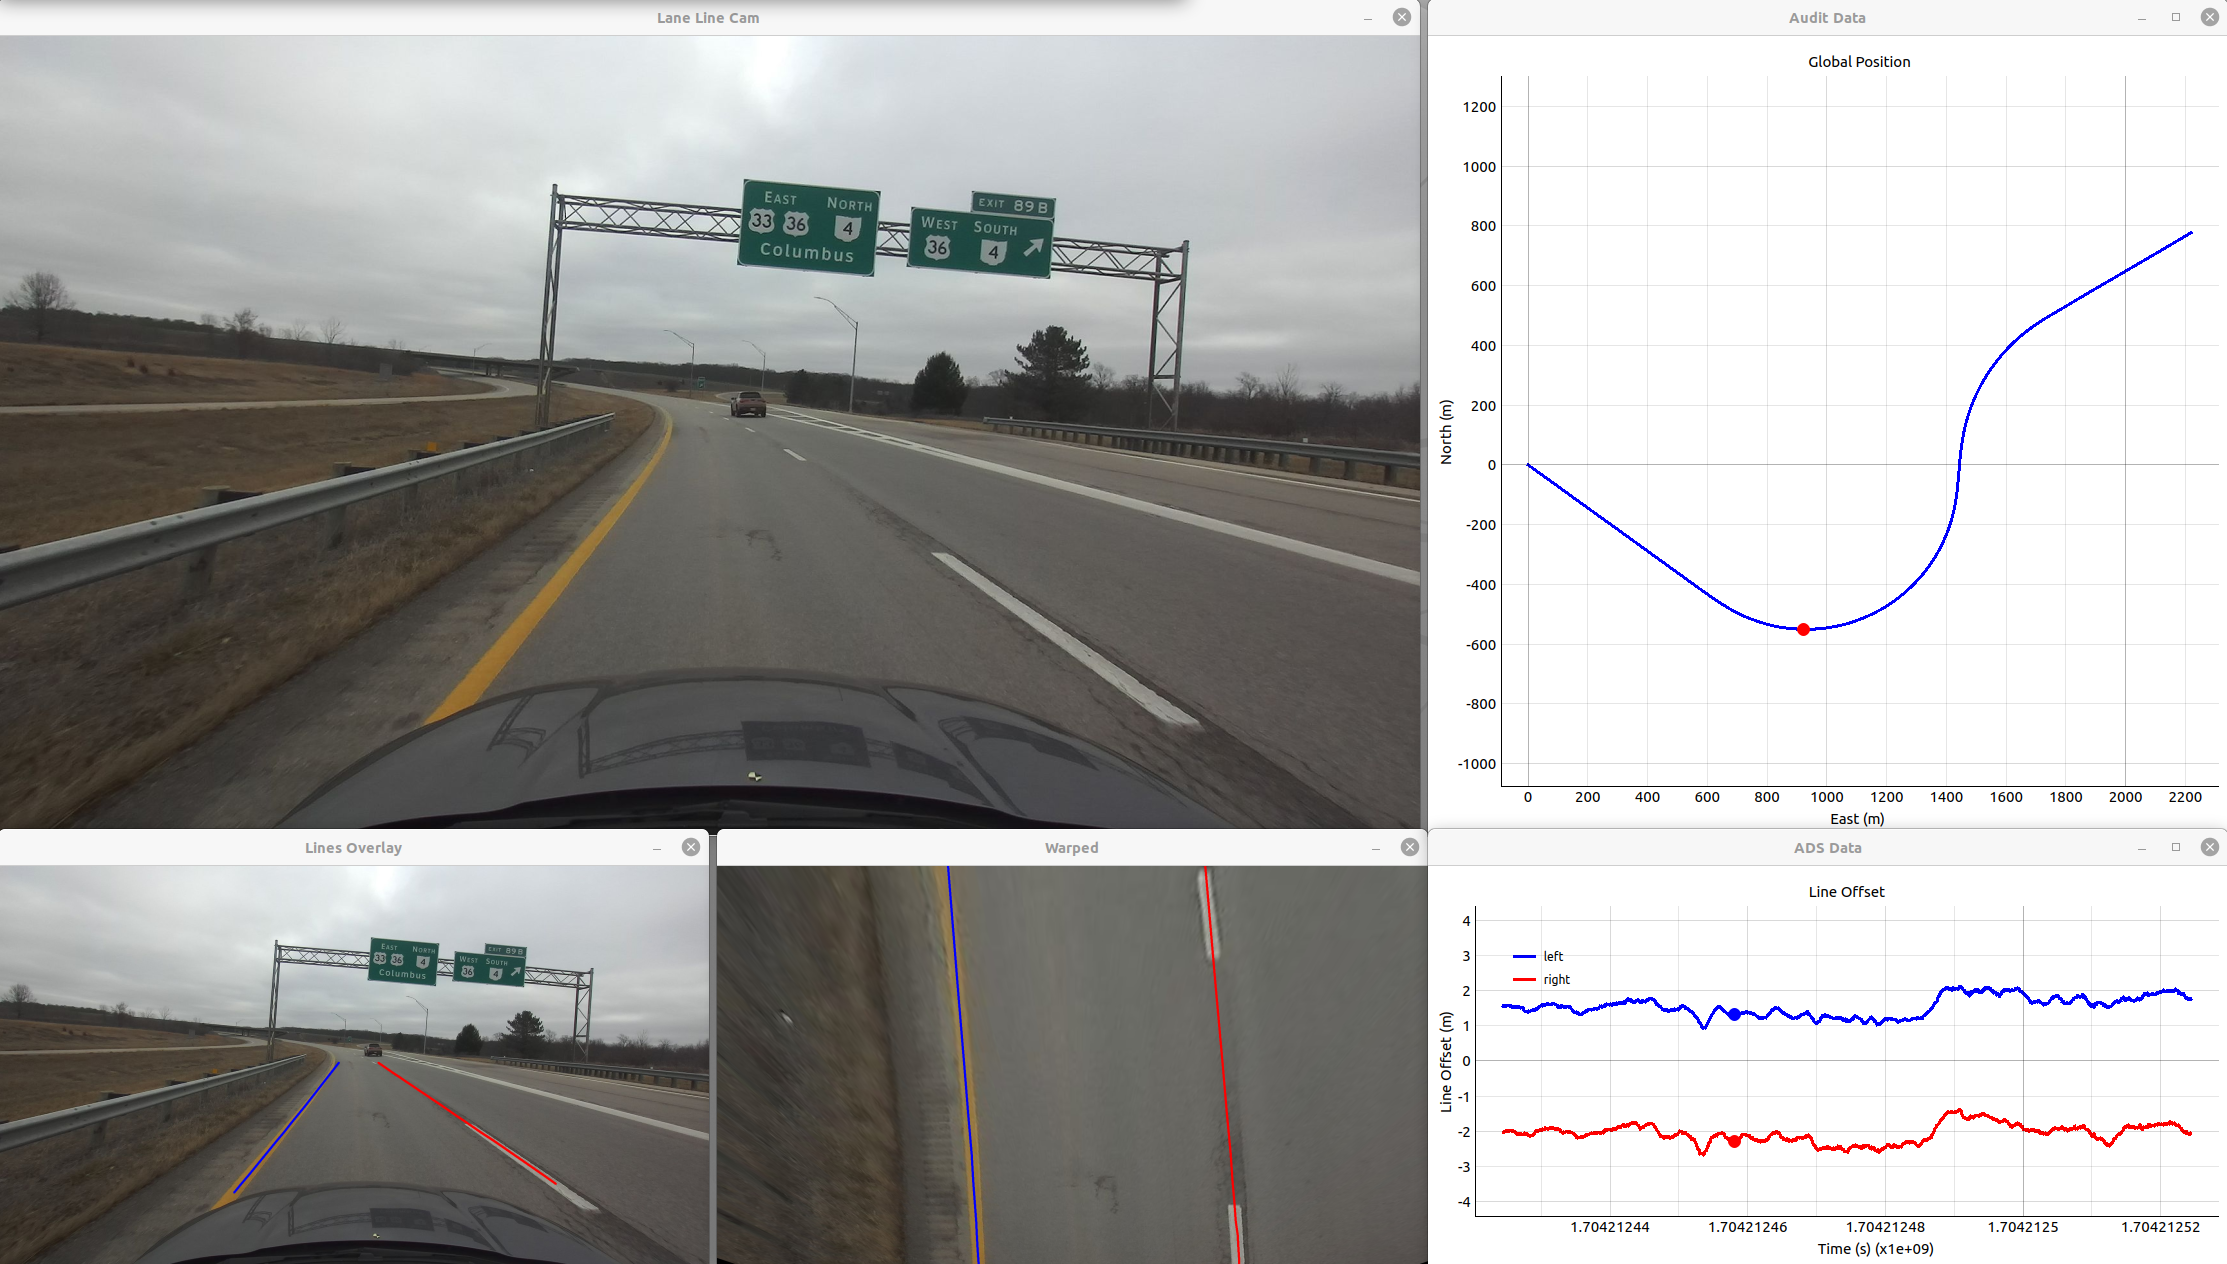 Lane Line Cam
EAST NORTH
33 36 4
Columbus
EXIT 89 B
WEST SOUTH
36 4
Audit Data
Global Position
1200
1000
800
600
400
200
0
-200
-400
-600
-800
-1000
North (m)
0 200 400 600 800 1000 1200 1400 1600 1800 2000 2200
East (m)
Lines Overlay
EAST NORTH
33 36 4
Columbus
EXIT 89 B
WEST SOUTH
36 4
Warped
ADS Data
Line Offset
4
3
2
1
0
-1
-2
-3
-4
Line Offset (m)
left
right
1.70421244 1.70421246 1.70421248 1.7042125 1.70421252
Time (s) (x1e+09)